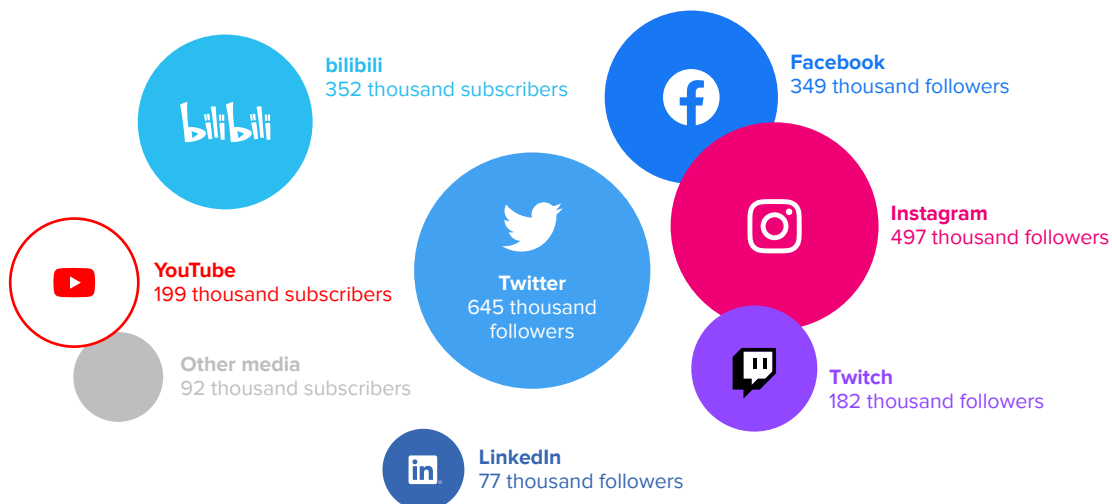 bilibili
352 thousand subscribers
bilibili
Facebook
349 thousand followers
Instagram
497 thousand followers
YouTube
199 thousand subscribers
Twitter
645 thousand
followers
Other media
92 thousand subscribers
Twitch
182 thousand followers
LinkedIn
77 thousand followers
in